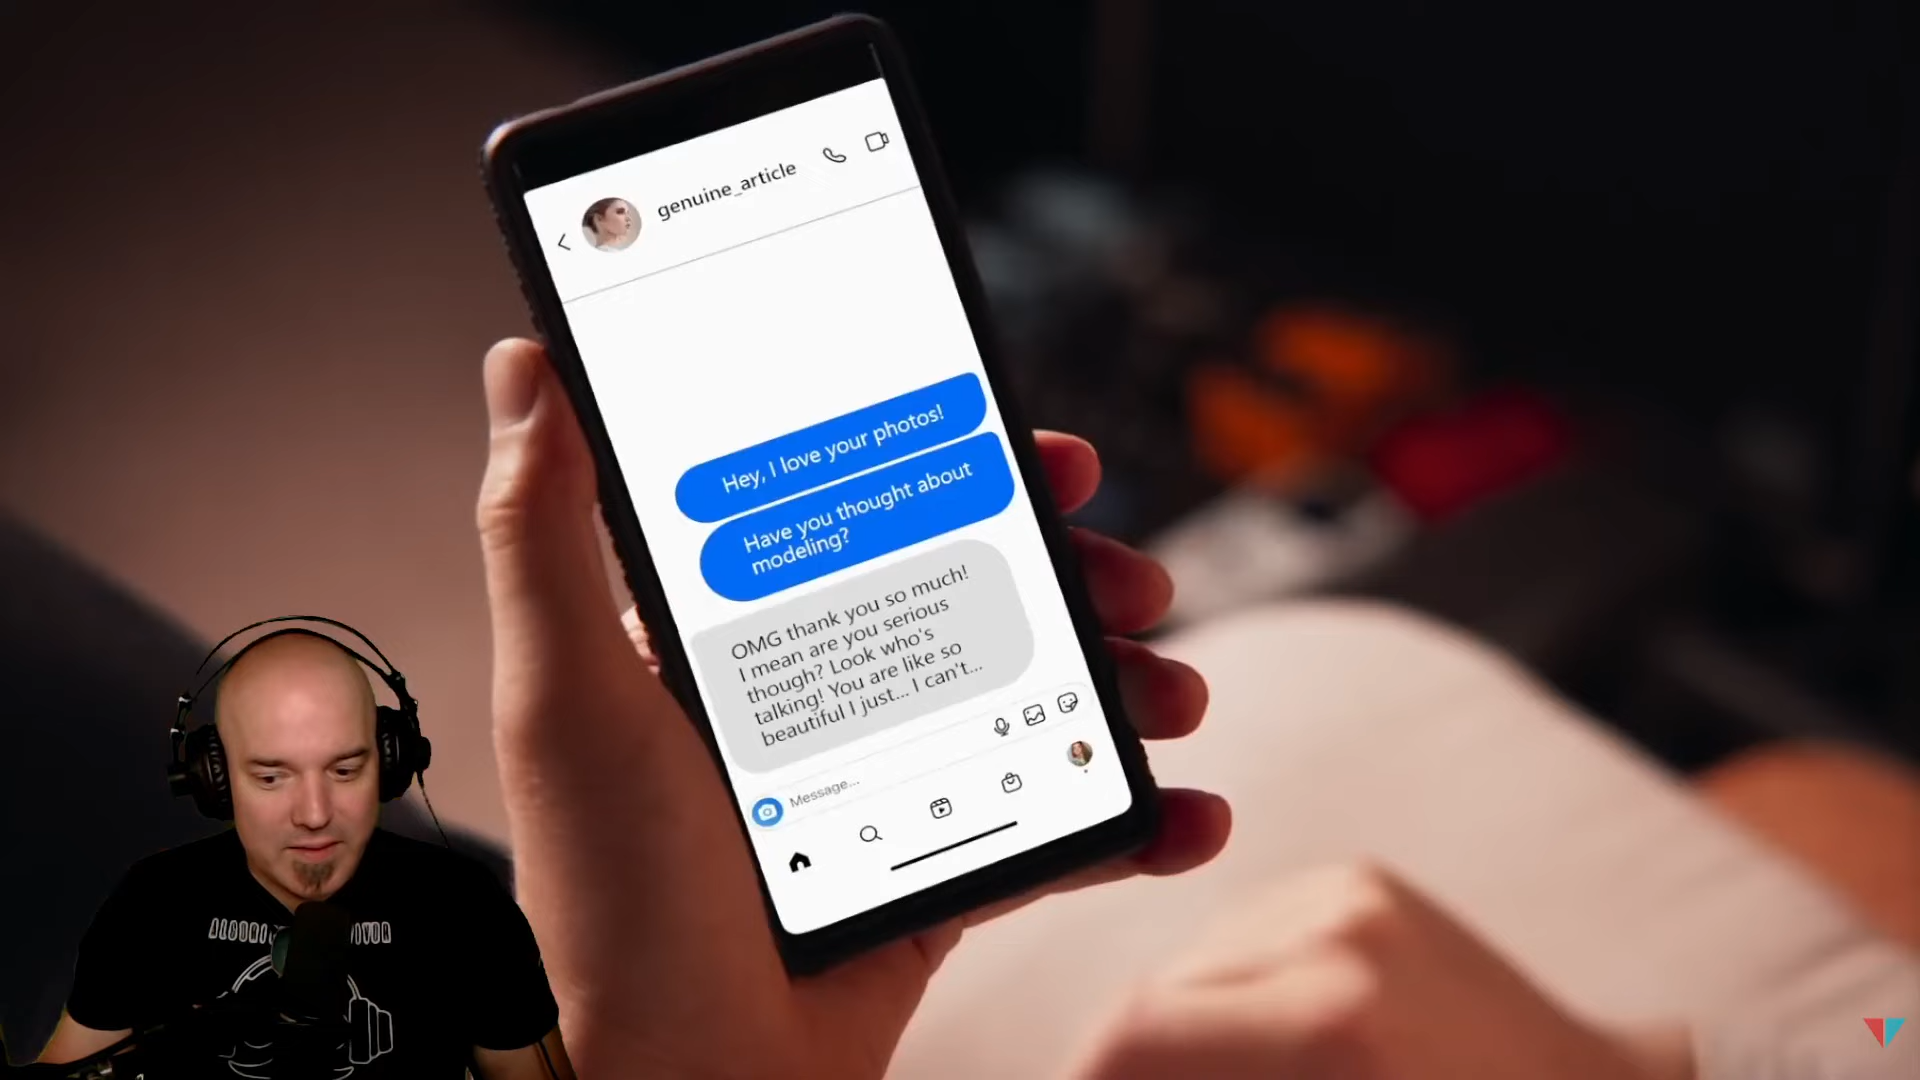 genuine_article
Hey, I love your photos!
Have you thought about
modeling?
OMG thank you so much!
I mean are you serious
though? Look who's
talking! You are like so
beautiful I just... I can't...
Message...